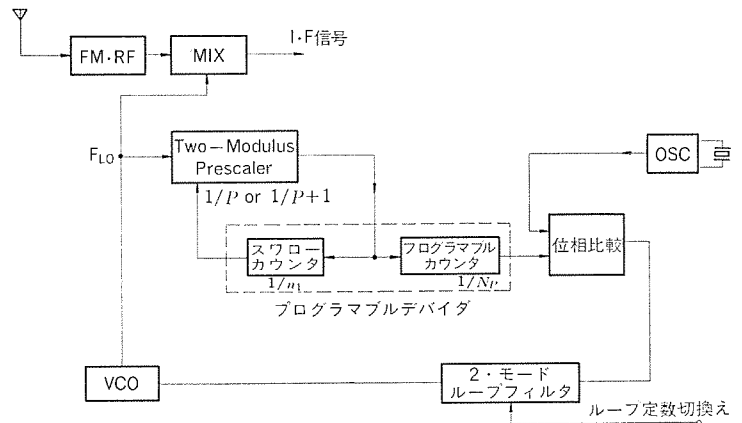 I・F信号
FM・RF
MIX
FLO
Two−Modulus
Prescaler
OSC
1/P or 1/P+1
スワロー
カウンタ
フログラマブル
カウンタ
位相比較
1/n1
1/NP
プログラマブルデバイダ
VCO
2・モード
ループフィルタ
ループ定数切換え